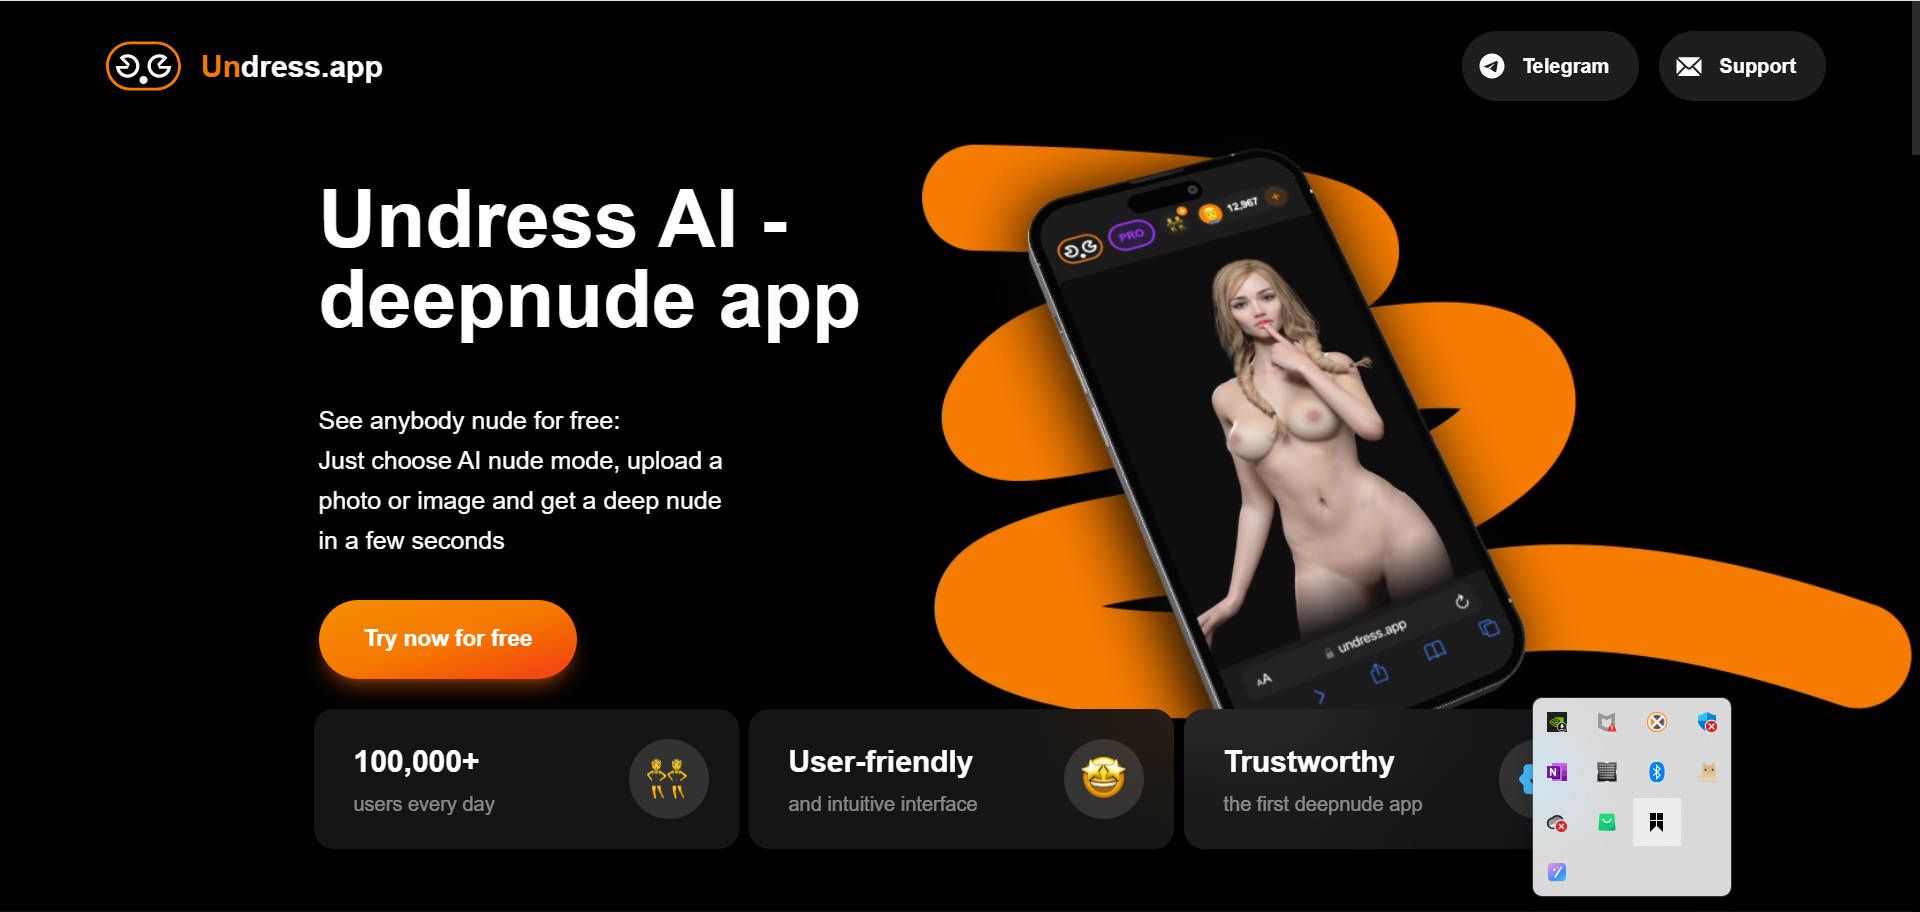 Undress.app
Telegram
Support
Undress AI -
deepnude app
See anybody nude for free:
Just choose AI nude mode, upload a
photo or image and get a deep nude
in a few seconds
Try now for free
PRO
12,967
AA
undress.app
100,000+
users every day
User-friendly
and intuitive interface
Trustworthy
the first deepnude app
N